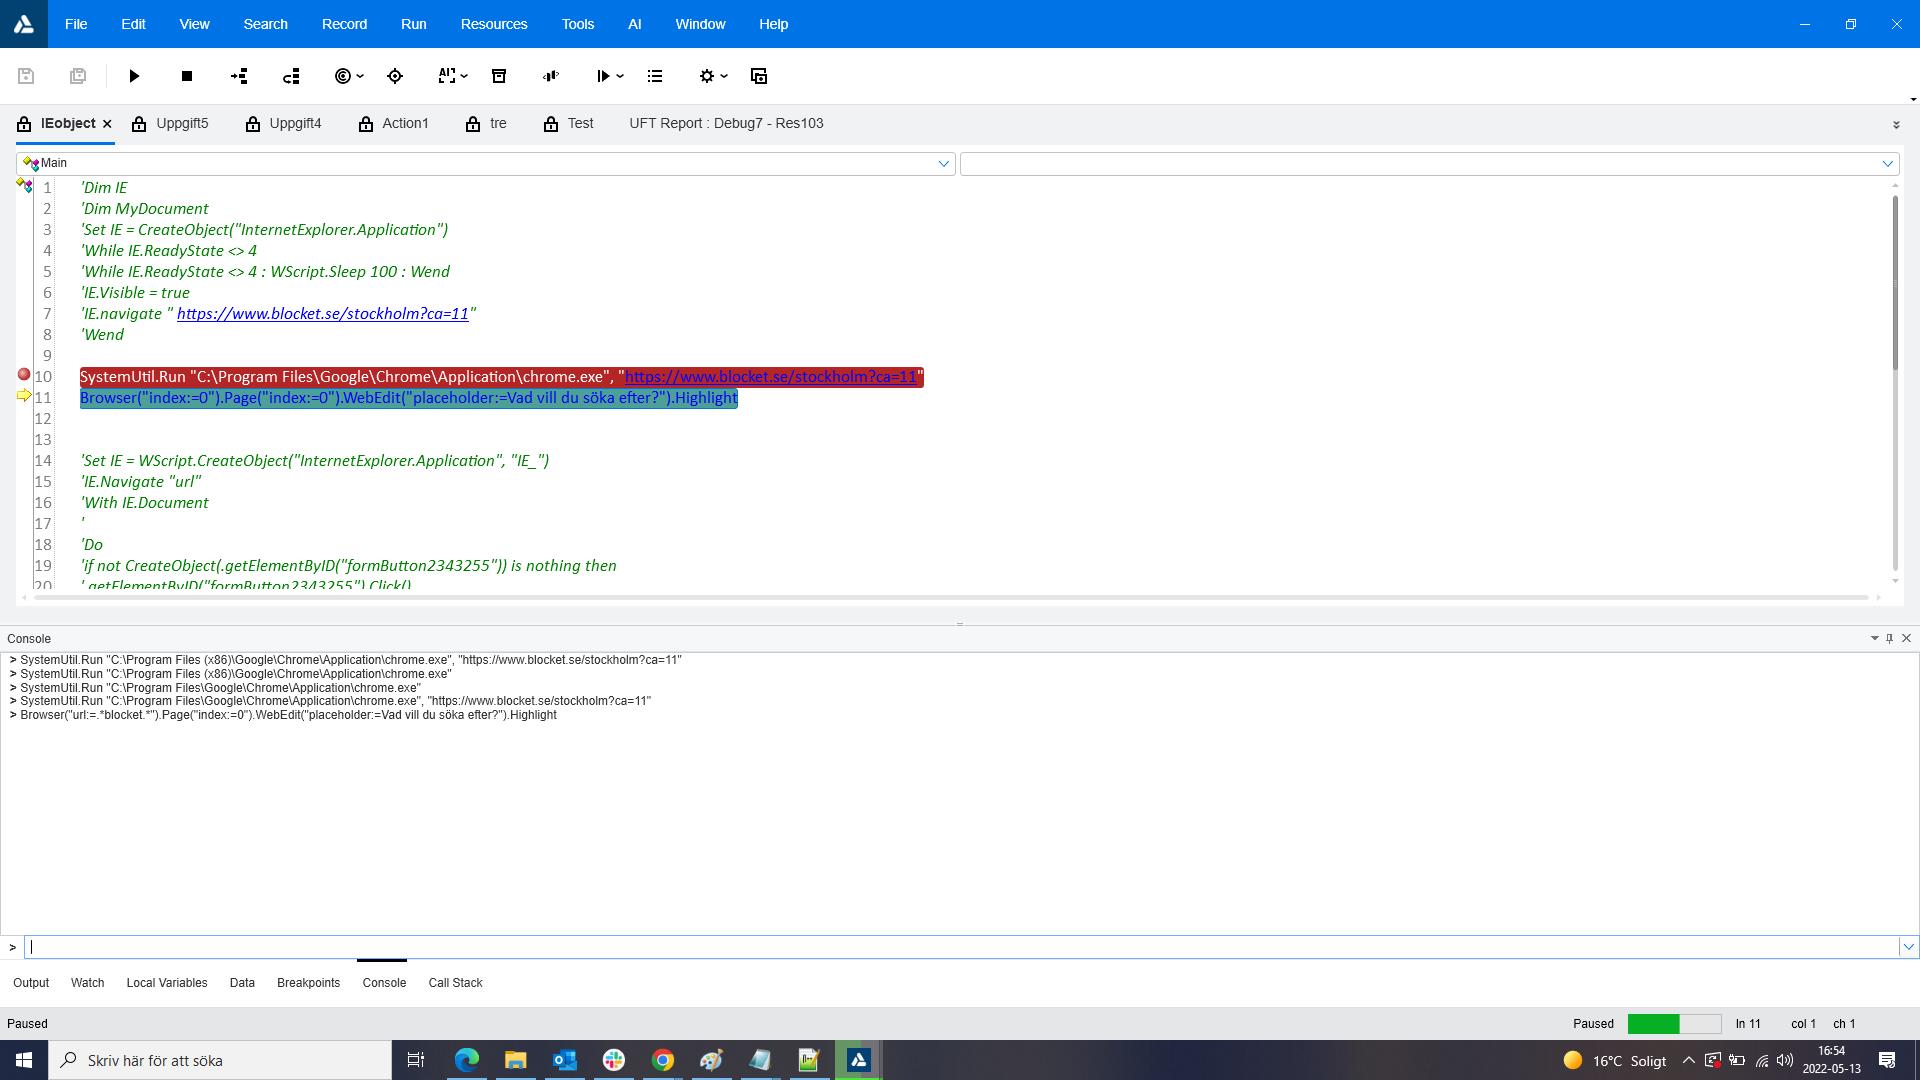 File Edit View Search Record Run Resources Tools AI Window Help
IEobject Uppgift5 Uppgift4 Action1 tre Test UFT Report : Debug7 - Res103
Main
1 'Dim IE
2 'Dim MyDocument
3 'Set IE = CreateObject("InternetExplorer.Application")
4 'While IE.ReadyState <> 4
5 'While IE.ReadyState <> 4 : WScript.Sleep 100 : Wend
6 'IE.Visible = true
7 'IE.navigate " https://www.blocket.se/stockholm?ca=11"
8 'Wend
9
10 SystemUtil.Run "C:\Program Files\Google\Chrome\Application\chrome.exe", "https://www.blocket.se/stockholm?ca=11"
11 Browser("index:=0").Page("index:=0").WebEdit("placeholder:=Vad vill du söka efter?").Highlight
12
13
14 'Set IE = WScript.CreateObject("InternetExplorer.Application", "IE_")
15 'IE.Navigate "url"
16 'With IE.Document
17 '
18 'Do
19 'if not CreateObject(.getElementByID("formButton2343255")) is nothing then
20 ' .getElementByID("formButton2343255").Click()
Console
> SystemUtil.Run "C:\Program Files (x86)\Google\Chrome\Application\chrome.exe", "https://www.blocket.se/stockholm?ca=11"
> SystemUtil.Run "C:\Program Files (x86)\Google\Chrome\Application\chrome.exe"
> SystemUtil.Run "C:\Program Files\Google\Chrome\Application\chrome.exe"
> SystemUtil.Run "C:\Program Files\Google\Chrome\Application\chrome.exe", "https://www.blocket.se/stockholm?ca=11"
> Browser("url:=.*blocket.*").Page("index:=0").WebEdit("placeholder:=Vad vill du söka efter?").Highlight
>
Output Watch Local Variables Data Breakpoints Console Call Stack
Paused Paused ln 11 col 1 ch 1
Skriv här för att söka 16°C Soligt 16:54
2022-05-13